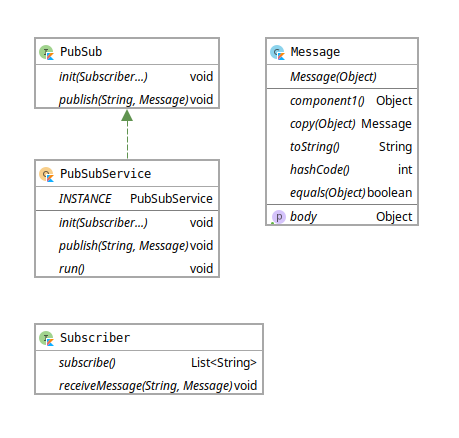 PubSub
init(Subscriber...) void
publish(String, Message) void
PubSubService
INSTANCE PubSubService
init(Subscriber...) void
publish(String, Message) void
run() void
Subscriber
subscribe() List<String>
receiveMessage(String, Message) void
Message
Message(Object)
component1() Object
copy(Object) Message
toString() String
hashCode() int
equals(Object) boolean
p body Object